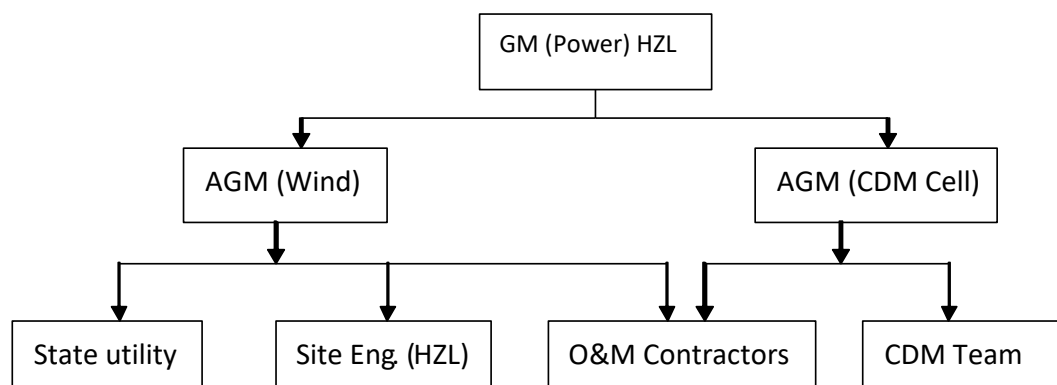 GM (Power) HZL
AGM (Wind)
AGM (CDM Cell)
State utility
Site Eng. (HZL)
O&M Contractors
CDM Team